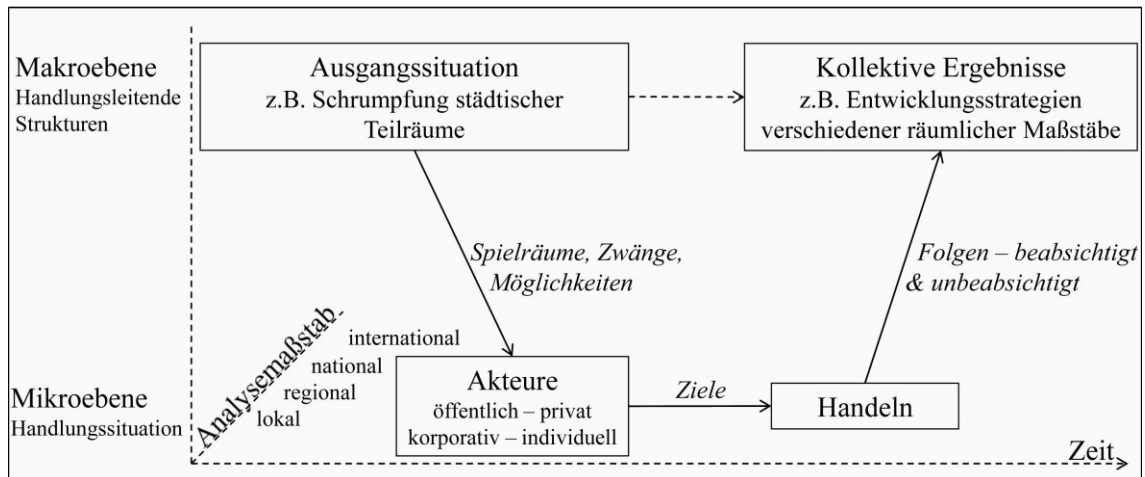 Makroebene
Handlungsleitende
Strukturen
Ausgangssituation
z.B. Schrumpfung städtischer
Teilräume
Kollektive Ergebnisse
z.B. Entwicklungsstrategien
verschiedener räumlicher Maßstäbe
Spielräume, Zwänge,
Möglichkeiten
Folgen – beabsichtigt
& unbeabsichtigt
Analysemaßstab
international
national
regional
lokal
Mikroebene
Handlungssituation
Akteure
öffentlich – privat
korporativ – individuell
Ziele
Handeln
Zeit